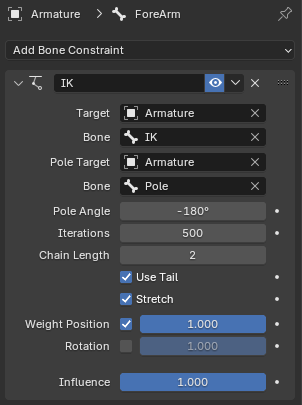 Armature > ForeArm
Add Bone Constraint
IK
Target Armature
Bone IK
Pole Target Armature
Bone Pole
Pole Angle -180°
Iterations 500
Chain Length 2
Use Tail
Stretch
Weight Position 1.000
Rotation 1.000
Influence 1.000